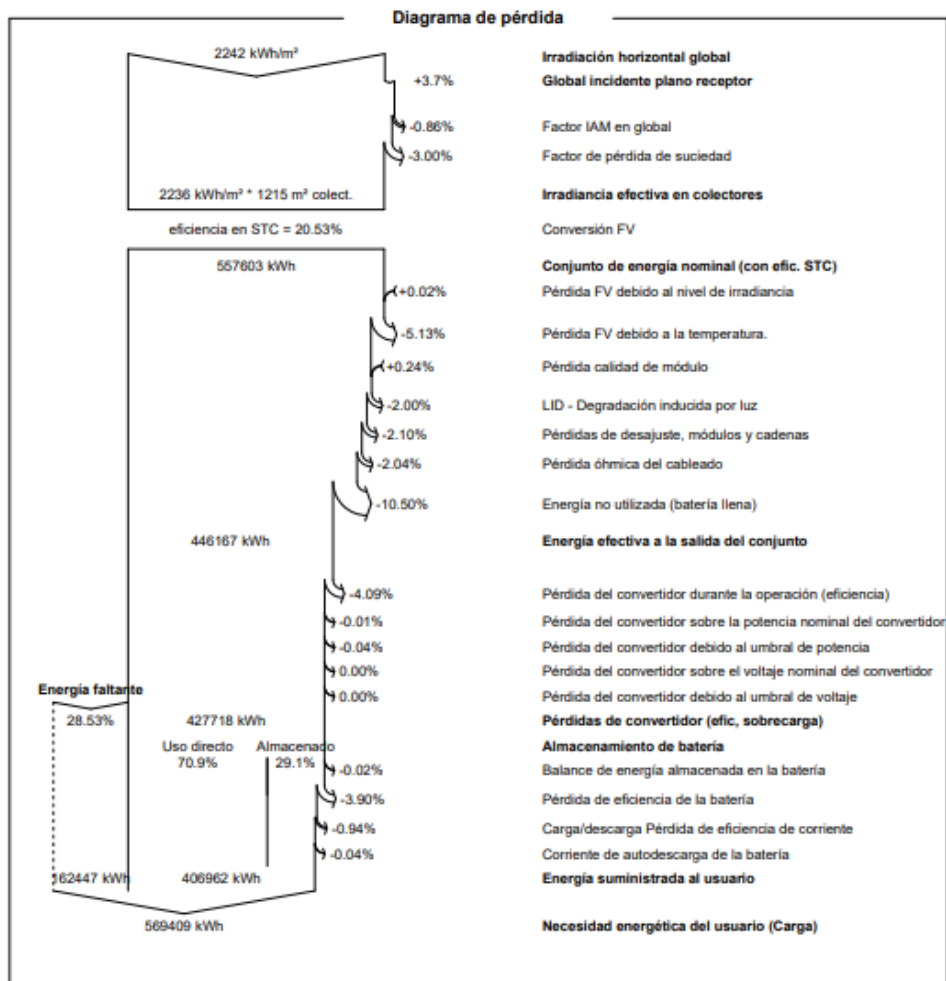 Diagrama de pérdida
2242 kWh/m² Irradiación horizontal global
+3.7% Global incidente plano receptor
-0.86% Factor IAM en global
-3.00% Factor de pérdida de suciedad
2236 kWh/m² * 1215 m² colect. Irradiancia efectiva en colectores
eficiencia en STC = 20.53% Conversión FV
557603 kWh Conjunto de energía nominal (con efic. STC)
+0.02% Pérdida FV debido al nivel de irradiancia
-5.13% Pérdida FV debido a la temperatura.
+0.24% Pérdida calidad de módulo
-2.00% LID - Degradación inducida por luz
-2.10% Pérdidas de desajuste, módulos y cadenas
-2.04% Pérdida óhmica del cableado
-10.50% Energía no utilizada (batería llena)
446167 kWh Energía efectiva a la salida del conjunto
-4.09% Pérdida del convertidor durante la operación (eficiencia)
-0.01% Pérdida del convertidor sobre la potencia nominal del convertidor
-0.04% Pérdida del convertidor debido al umbral de potencia
0.00% Pérdida del convertidor sobre el voltaje nominal del convertidor
Energía faltante 0.00% Pérdida del convertidor debido al umbral de voltaje
28.53% 427718 kWh Pérdidas de convertidor (efic, sobrecarga)
Uso directo Almacenado Almacenamiento de batería
70.9% 29.1% -0.02% Balance de energía almacenada en la batería
-3.90% Pérdida de eficiencia de la batería
-0.94% Carga/descarga Pérdida de eficiencia de corriente
-0.04% Corriente de autodescarga de la batería
162447 kWh 406962 kWh Energía suministrada al usuario
569409 kWh Necesidad energética del usuario (Carga)